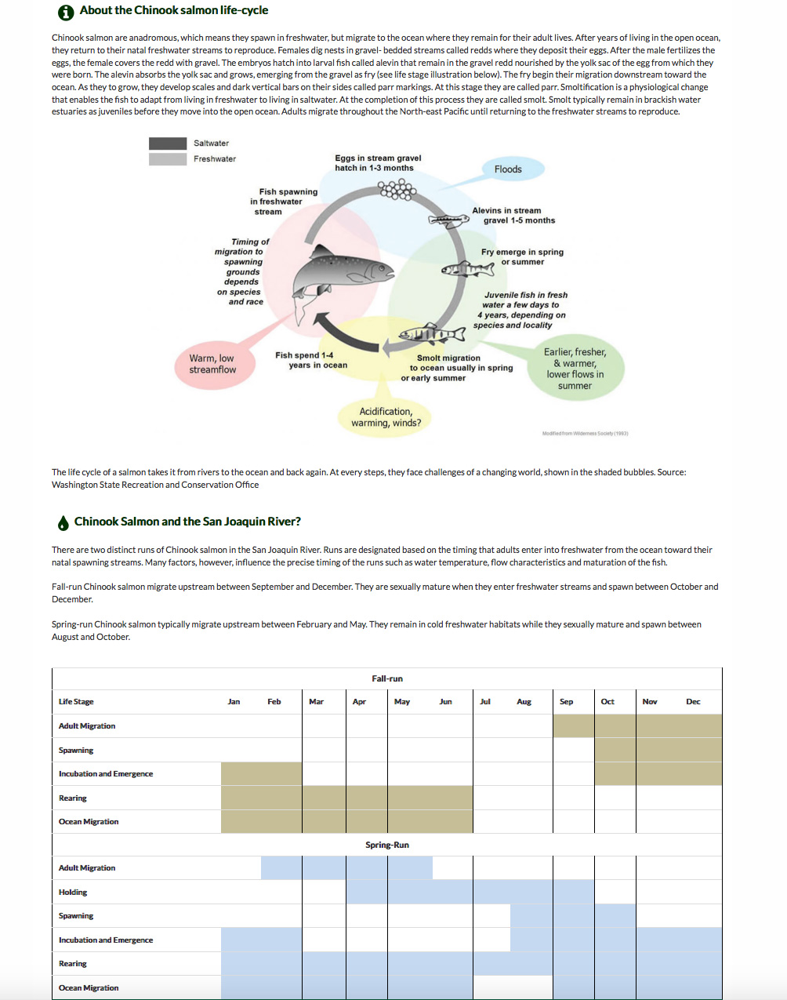 About the Chinook salmon life-cycle
Chinook salmon are anadromous, which means they spawn in freshwater, but migrate to the ocean where they remain for their adult lives. After years of living in the open ocean,
they return to their natal freshwater streams to reproduce. Females dig nests in gravel- bedded streams called redds where they deposit their eggs. After the male fertilizes the
eggs, the female covers the redd with gravel. The embryos hatch into larval fish called alevin that remain in the gravel redd nourished by the yolk sac of the egg from which they
were born. The alevin absorbs the yolk sac and grows, emerging from the gravel as fry (see life stage illustration below). The fry begin their migration downstream toward the
ocean. As they to grow, they develop scales and dark vertical bars on their sides called parr markings. At this stage they are called parr. Smoltification is a physiological change
that enables the fish to adapt from living in freshwater to living in saltwater. At the completion of this process they are called smolt. Smolt typically remain in brackish water
estuaries as juveniles before they move into the open ocean. Adults migrate throughout the North-east Pacific until returning to the freshwater streams to reproduce.
Saltwater
Freshwater
Eggs in stream gravel
hatch in 1-3 months
Floods
Fish spawning
in freshwater
stream
Alevins in stream
gravel 1-5 months
Timing of
migration to
spawning
grounds
depends
on species
and race
Fry emerge in spring
or summer
Juvenile fish in fresh
water a few days to
4 years, depending on
species and locality
Warm, low
streamflow
Fish spend 1-4
years in ocean
Smolt migration
to ocean usually in spring
or early summer
Earlier, fresher,
& warmer,
lower flows in
summer
Acidification,
warming, winds?
Modified from Wilderness Society (1993)
The life cycle of a salmon takes it from rivers to the ocean and back again. At every steps, they face challenges of a changing world, shown in the shaded bubbles. Source:
Washington State Recreation and Conservation Office
Chinook Salmon and the San Joaquin River?
There are two distinct runs of Chinook salmon in the San Joaquin River. Runs are designated based on the timing that adults enter into freshwater from the ocean toward their
natal spawning streams. Many factors, however, influence the precise timing of the runs such as water temperature, flow characteristics and maturation of the fish.
Fall-run Chinook salmon migrate upstream between September and December. They are sexually mature when they enter freshwater streams and spawn between October and
December.
Spring-run Chinook salmon typically migrate upstream between February and May. They remain in cold freshwater habitats while they sexually mature and spawn between
August and October.
Fall-run
Life Stage Jan Feb Mar Apr May Jun Jul Aug Sep Oct Nov Dec
Adult Migration
Spawning
Incubation and Emergence
Rearing
Ocean Migration
Spring-Run
Adult Migration
Holding
Spawning
Incubation and Emergence
Rearing
Ocean Migration